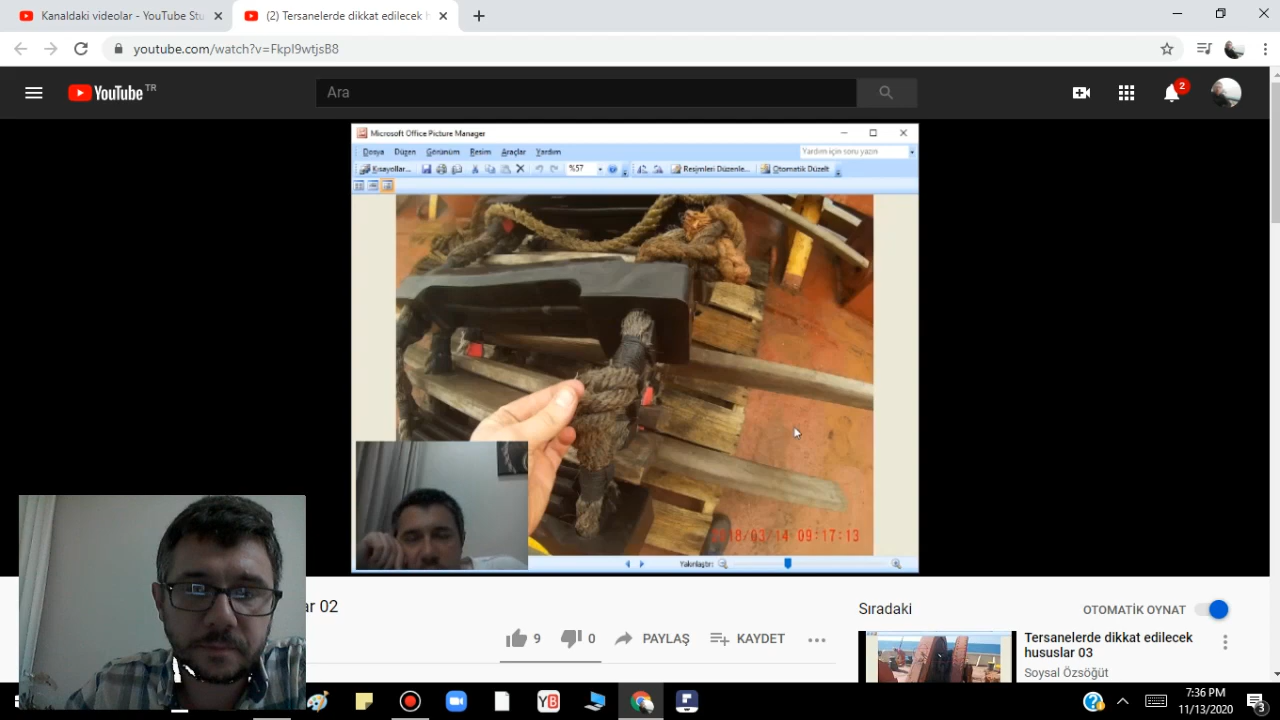 Kanaldaki videolar - YouTube Stu
(2) Tersanelerde dikkat edilecek h
youtube.com/watch?v=FkpI9wtjsB8
YouTube TR
Ara
2
Microsoft Office Picture Manager
Dosya Düzen Görünüm Resim Araçlar Yardım
Yardım için soru yazın
Kısayollar...
%57
Resimleri Düzenle...
Otomatik Düzelt
2018/03/14 09:17:13
Yakınlaştır:
ar 02
9
0
PAYLAŞ
KAYDET
Sıradaki
OTOMATİK OYNAT
Tersanelerde dikkat edilecek
hususlar 03
Soysal Özsöğüt
YB
7:36 PM
11/13/2020
3